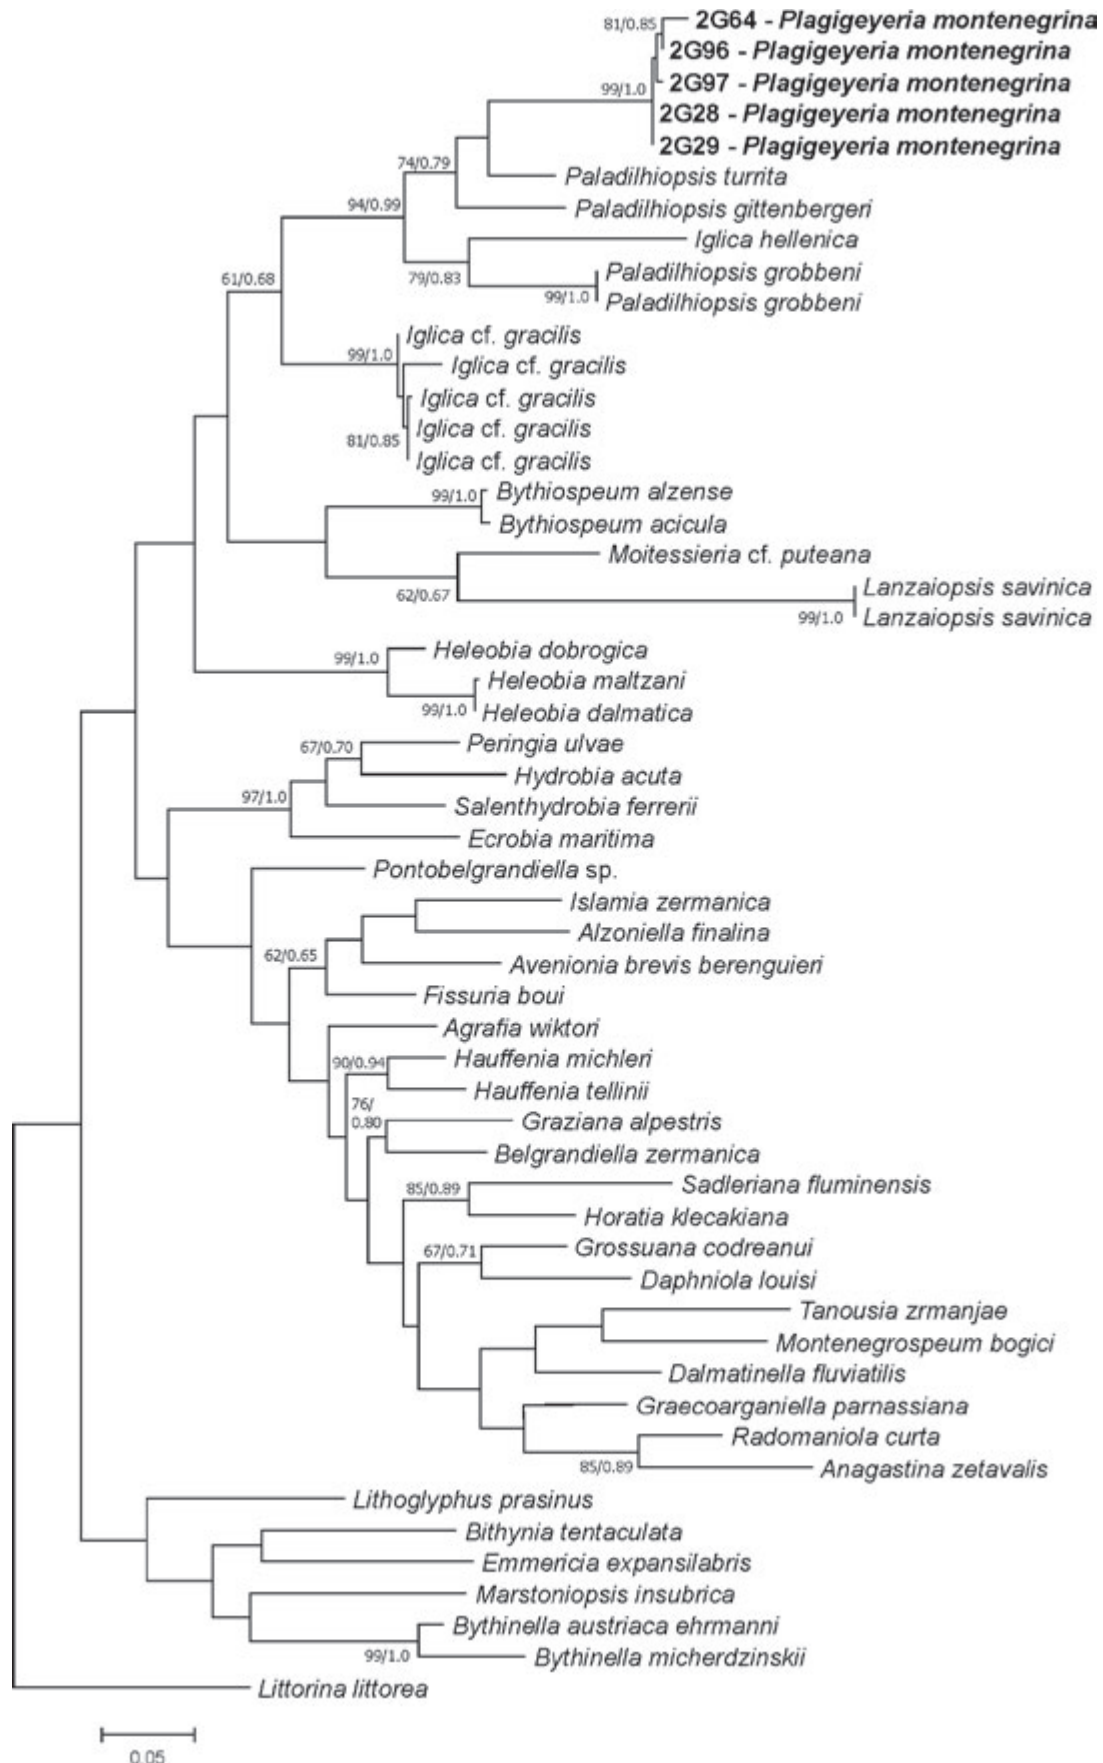 81/0.85
2G64 - Plagigeyeria montenegrina
2G96 - Plagigeyeria montenegrina
2G97 - Plagigeyeria montenegrina
99/1.0
2G28 - Plagigeyeria montenegrina
2G29 - Plagigeyeria montenegrina
74/0.79
Paladilhiopsis turrita
94/0.99
Paladilhiopsis gittenbergeri
Iglica hellenica
79/0.83
Paladilhiopsis grobbeni
61/0.68
99/1.0
Paladilhiopsis grobbeni
Iglica cf. gracilis
99/1.0
Iglica cf. gracilis
Iglica cf. gracilis
Iglica cf. gracilis
81/0.85
Iglica cf. gracilis
99/1.0
Bythiospeum alzense
Bythiospeum acicula
Moitessieria cf. puteana
62/0.67
Lanzaiopsis savinica
99/1.0
Lanzaiopsis savinica
Heleobia dobrogica
99/1.0
Heleobia maltzani
99/1.0
Heleobia dalmatica
67/0.70
Peringia ulvae
Hydrobia acuta
97/1.0
Salenthydrobia ferrerii
Ecrobia maritima
Pontobelgrandiella sp.
Islamia zermanica
Alzoniella finalina
62/0.65
Avenionia brevis berenguieri
Fissuria boui
Agrafia wiktori
90/0.94
Hauffenia michleri
Hauffenia tellinii
76/
0.80
Graziana alpestris
Belgrandiella zermanica
85/0.89
Sadleriana fluminensis
Horatia klecakiana
67/0.71
Grossuana codreanui
Daphniola louisi
Tanousia zrmanjae
Montenegrospeum bogici
Dalmatinella fluviatilis
Graecoarganiella parnassiana
Radomaniola curta
85/0.89
Anagastina zetavalis
Lithoglyphus prasinus
Bithynia tentaculata
Emmericia expansilabris
Marstoniopsis insubrica
Bythinella austriaca ehrmanni
99/1.0
Bythinella micherdzinskii
Littorina littorea
0.05